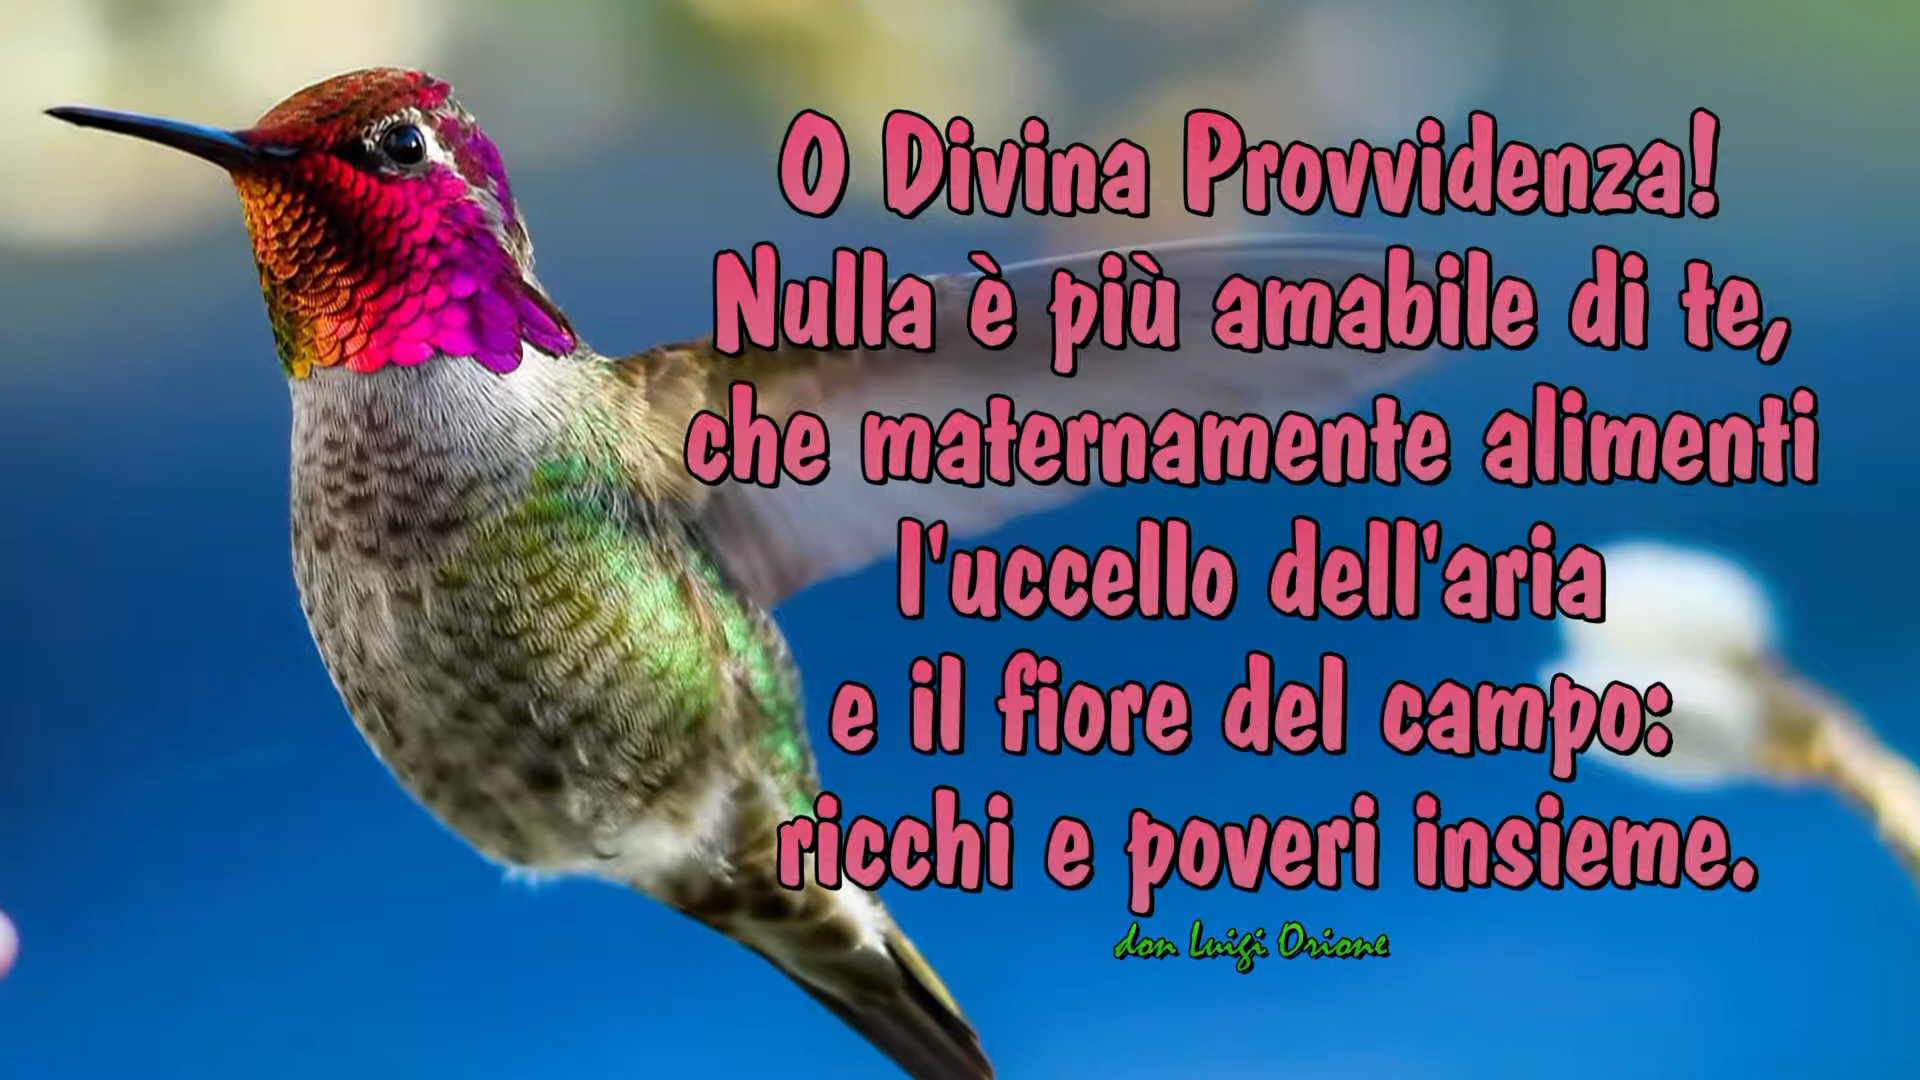 O Divina Provvidenza!
Nulla è più amabile di te,
che maternamente alimenti
l'uccello dell'aria
e il fiore del campo:
ricchi e poveri insieme.
don Luigi Orione